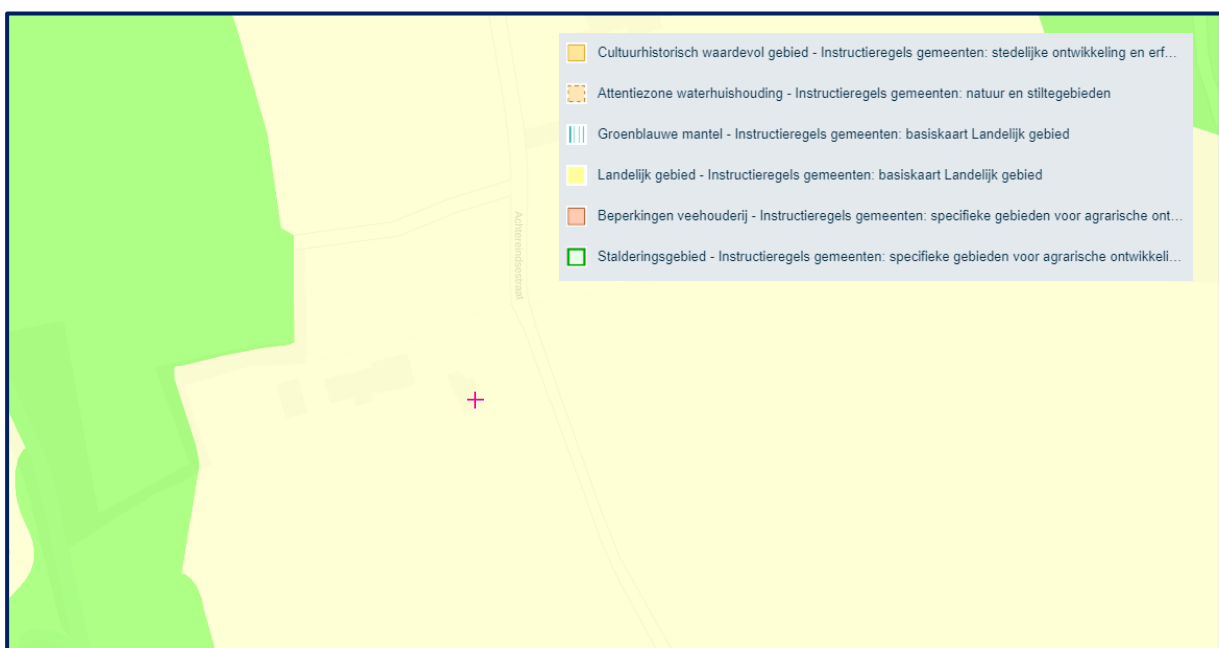 Cultuurhistorisch waardevol gebied - Instructieregels gemeenten: stedelijke ontwikkeling en erf...
Attentiezone waterhuishouding - Instructieregels gemeenten: natuur en stiltegebieden
Groenblauwe mantel - Instructieregels gemeenten: basiskaart Landelijk gebied
Landelijk gebied - Instructieregels gemeenten: basiskaart Landelijk gebied
Beperkingen veehouderij - Instructieregels gemeenten: specifieke gebieden voor agrarische ont...
Stalderingsgebied - Instructieregels gemeenten: specifieke gebieden voor agrarische ontwikkeli...
Achtereindsestraat